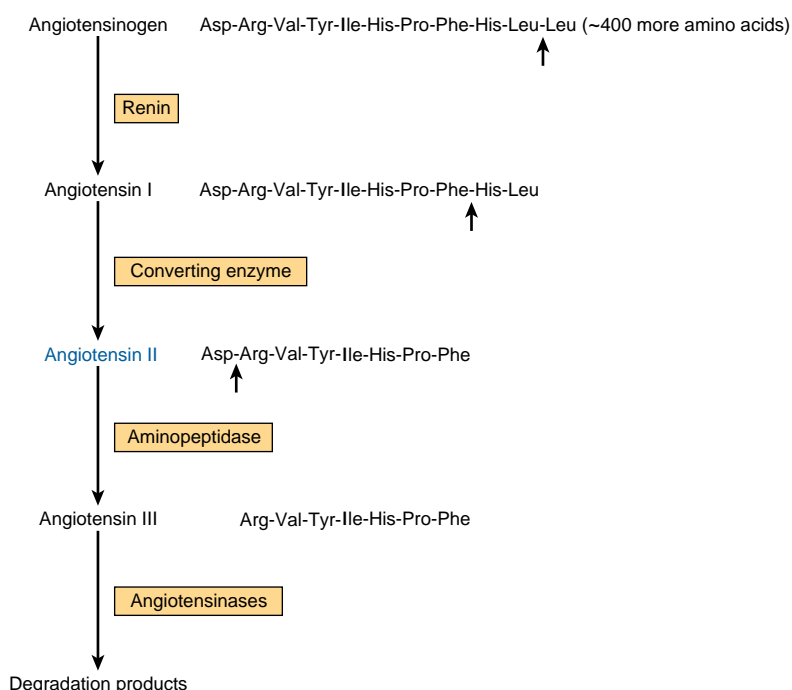 Angiotensinogen Asp-Arg-Val-Tyr-Ile-His-Pro-Phe-His-Leu-Leu (~400 more amino acids)
Renin
Angiotensin I Asp-Arg-Val-Tyr-Ile-His-Pro-Phe-His-Leu
Converting enzyme
Angiotensin II Asp-Arg-Val-Tyr-Ile-His-Pro-Phe
Aminopeptidase
Angiotensin III Arg-Val-Tyr-Ile-His-Pro-Phe
Angiotensinases
Degradation products